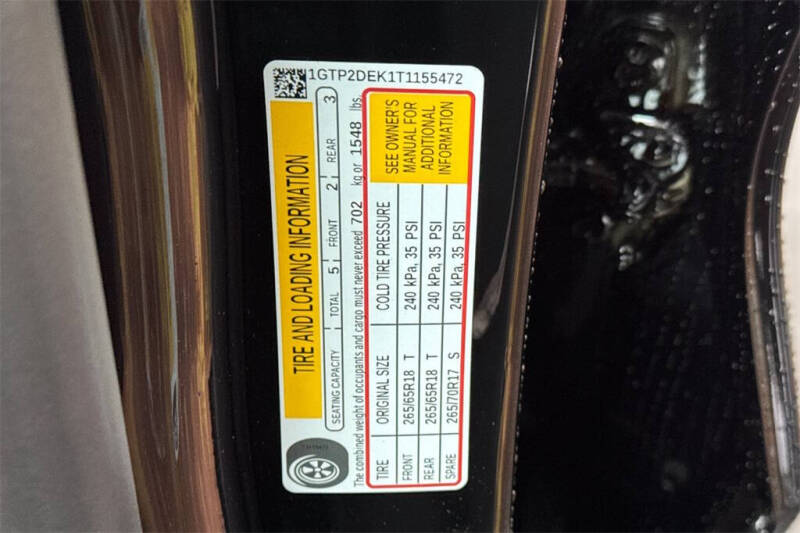 1GTP2DEK1T1155472
TIRE AND LOADING INFORMATION
SEATING CAPACITY TOTAL 5 FRONT 2 REAR 3
The combined weight of occupants and cargo must never exceed 702 kg or 1548 lbs.
TIRE ORIGINAL SIZE COLD TIRE PRESSURE
FRONT 265/65R18 T 240 kPa, 35 PSI
REAR 265/65R18 T 240 kPa, 35 PSI
SPARE 265/70R17 S 240 kPa, 35 PSI
SEE OWNER'S
MANUAL FOR
ADDITIONAL
INFORMATION